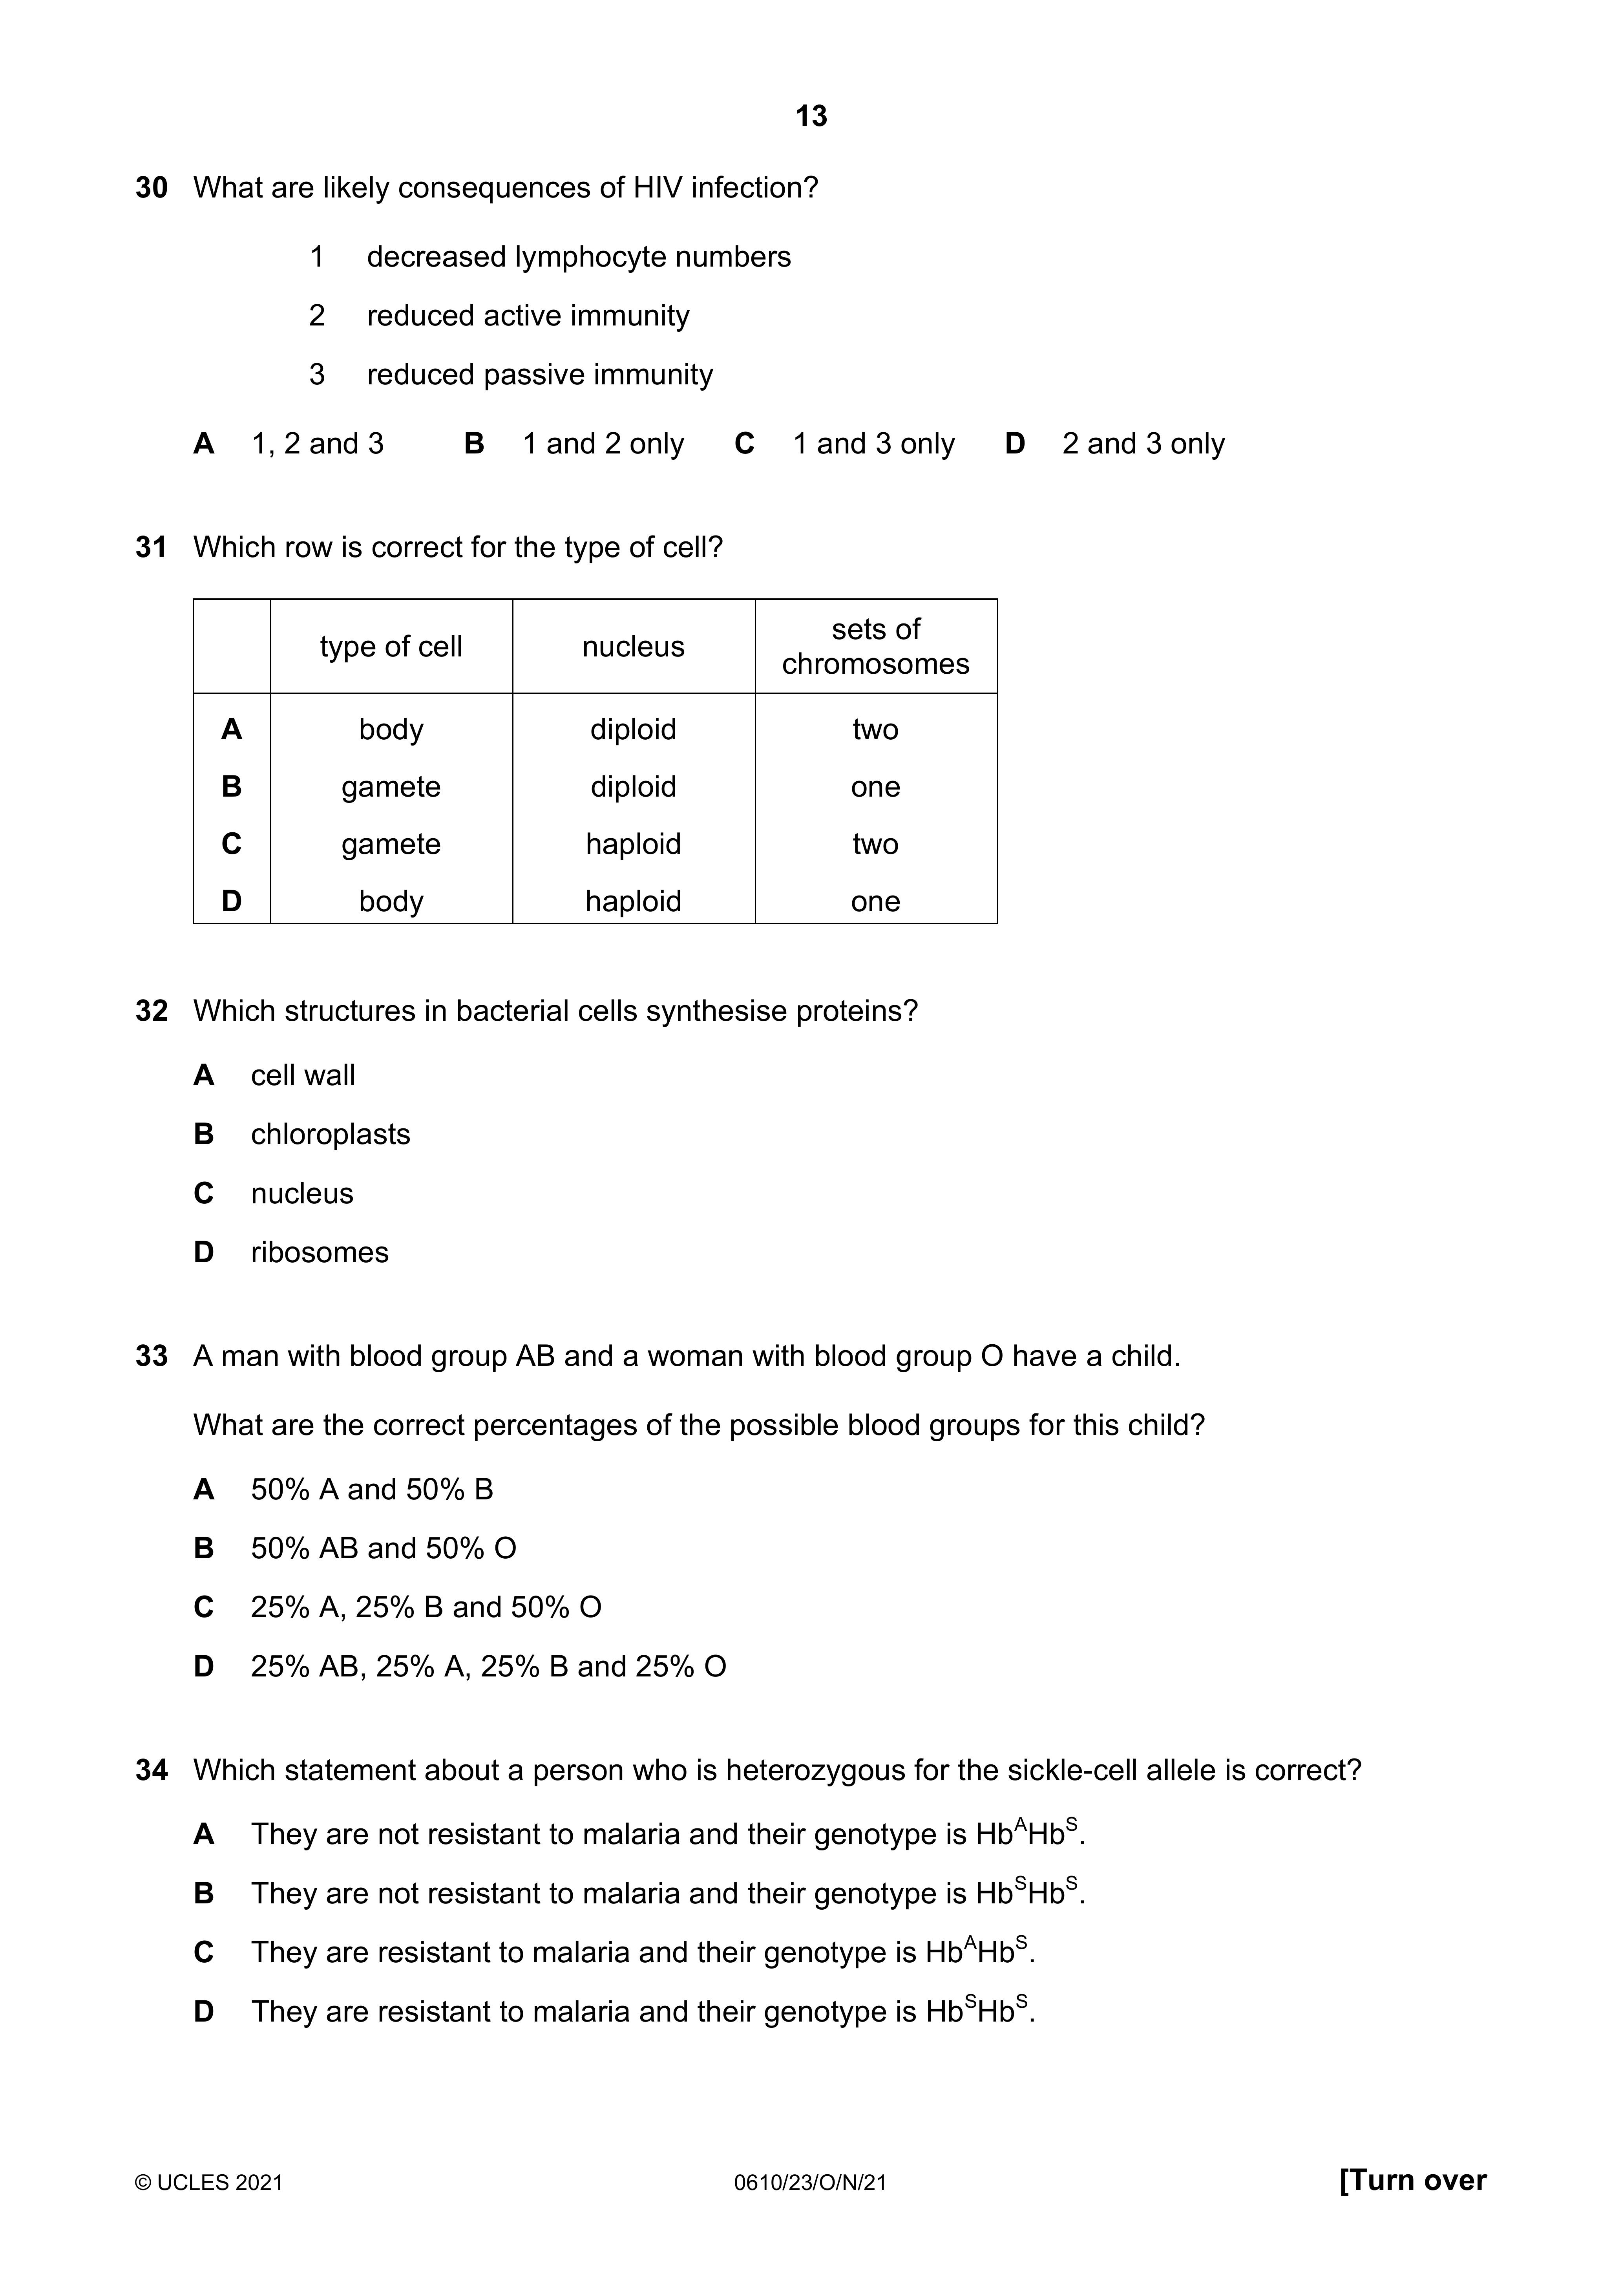 13
30 What are likely consequences of HIV infection?
1 decreased lymphocyte numbers
2 reduced active immunity
3 reduced passive immunity
A 1, 2 and 3 B 1 and 2 only C 1 and 3 only D 2 and 3 only
31 Which row is correct for the type of cell?
type of cell nucleus sets of chromosomes
A body diploid two
B gamete diploid one
C gamete haploid two
D body haploid one
32 Which structures in bacterial cells synthesise proteins?
A cell wall
B chloroplasts
C nucleus
D ribosomes
33 A man with blood group AB and a woman with blood group O have a child.
What are the correct percentages of the possible blood groups for this child?
A 50% A and 50% B
B 50% AB and 50% O
C 25% A, 25% B and 50% O
D 25% AB, 25% A, 25% B and 25% O
34 Which statement about a person who is heterozygous for the sickle-cell allele is correct?
A They are not resistant to malaria and their genotype is HbᴬHbˢ.
B They are not resistant to malaria and their genotype is HbˢHbˢ.
C They are resistant to malaria and their genotype is HbᴬHbˢ.
D They are resistant to malaria and their genotype is HbˢHbˢ.
© UCLES 2021 0610/23/O/N/21 [Turn over